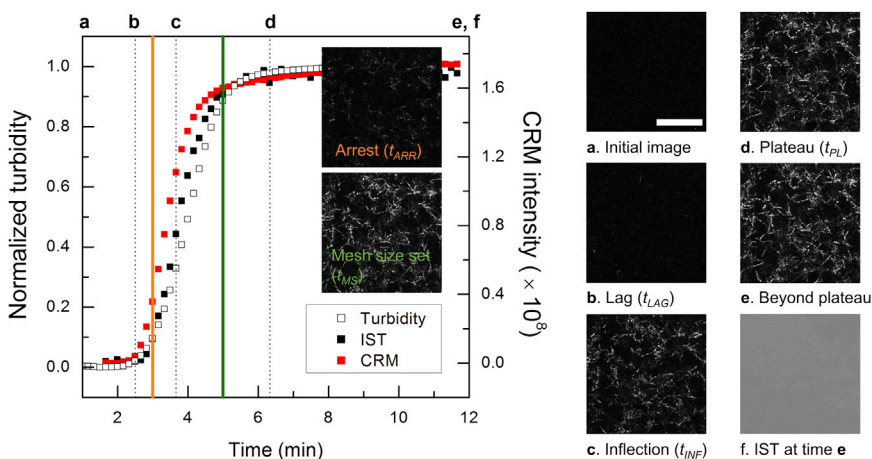 a b c d e, f
1.0
0.8
0.6
0.4
0.2
0.0
Normalized turbidity
1.6
1.2
0.8
0.4
0.0
CRM intensity (× 10⁸)
2 4 6 8 10 12
Time (min)
Arrest (tARR)
Mesh size set
(tMS)
Turbidity
IST
CRM
a. Initial image
d. Plateau (tPL)
b. Lag (tLAG)
e. Beyond plateau
c. Inflection (tINF)
f. IST at time e